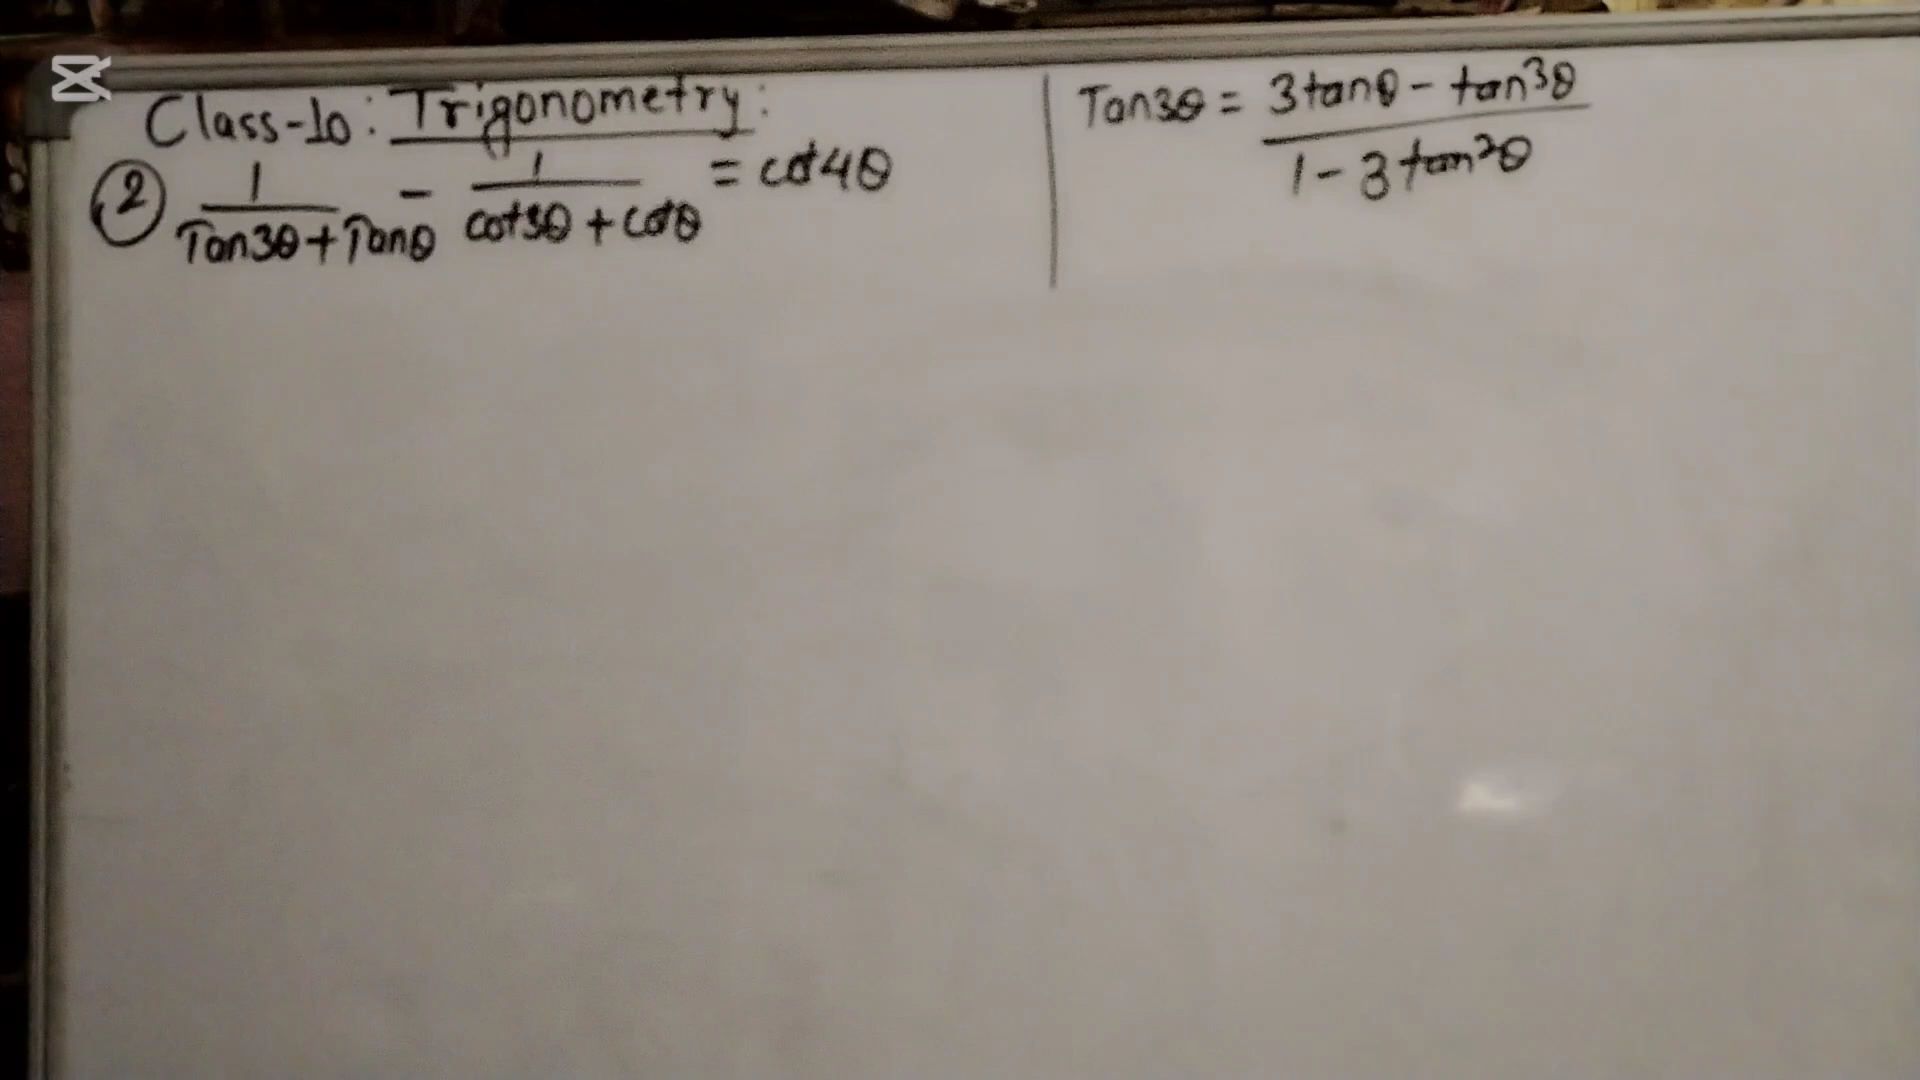 Class-10: Trigonometry:
② 1/(Tan3θ+Tanθ) - 1/(cot3θ+cotθ) = cot4θ
Tan3θ = (3tanθ - tan³θ)/(1-3tan²θ)